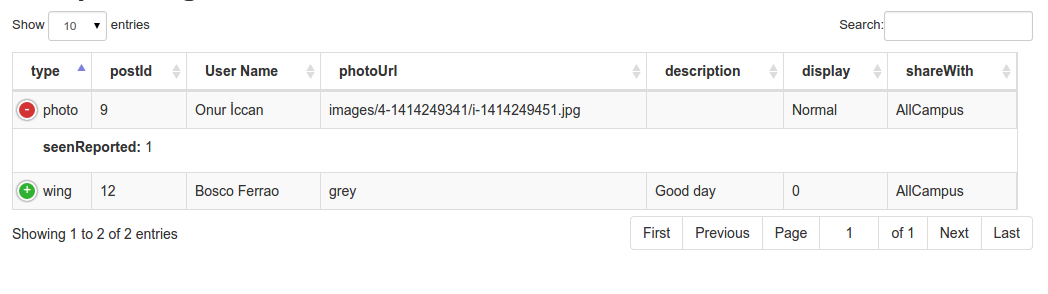 Show 10 entries Search:
type postId User Name photoUrl description display shareWith
photo 9 Onur İccan images/4-1414249341/i-1414249451.jpg Normal AllCampus
seenReported: 1
wing 12 Bosco Ferrao grey Good day 0 AllCampus
Showing 1 to 2 of 2 entries First Previous Page 1 of 1 Next Last